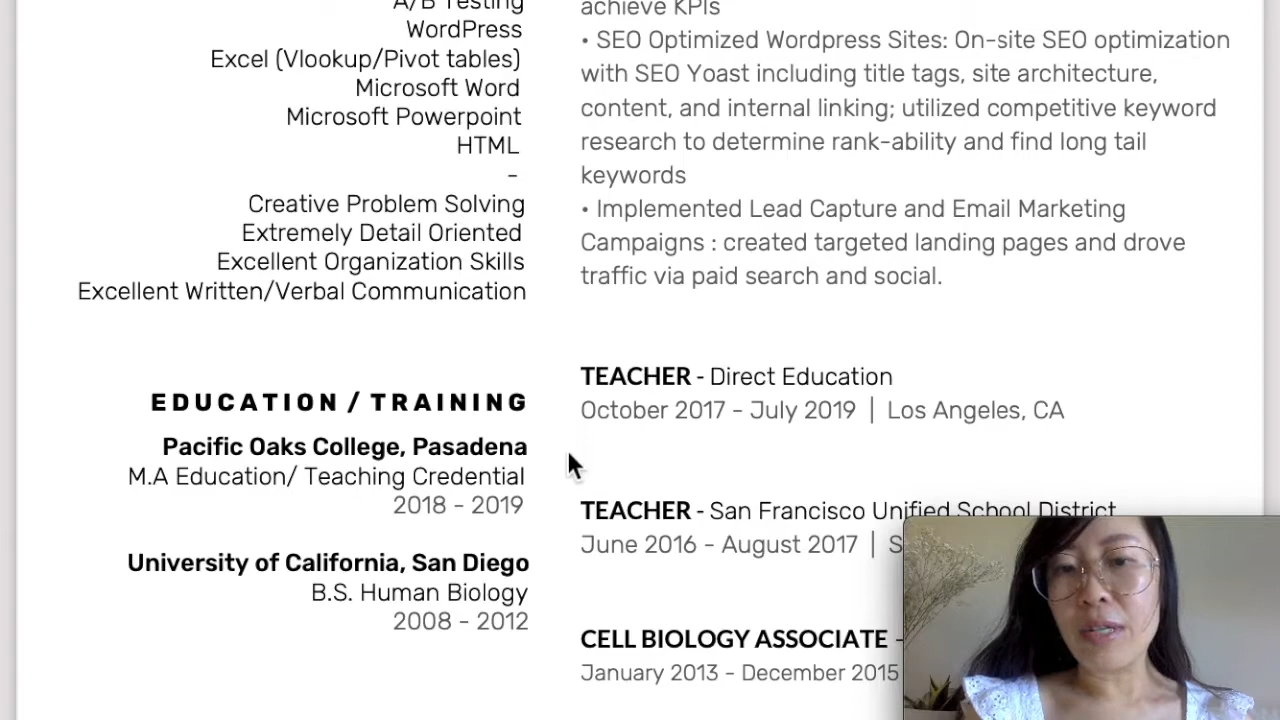 A/B Testing
WordPress
Excel (Vlookup/Pivot tables)
Microsoft Word
Microsoft Powerpoint
HTML
-
Creative Problem Solving
Extremely Detail Oriented
Excellent Organization Skills
Excellent Written/Verbal Communication
EDUCATION / TRAINING
Pacific Oaks College, Pasadena
M.A Education/ Teaching Credential
2018 - 2019
University of California, San Diego
B.S. Human Biology
2008 - 2012
achieve KPIs
• SEO Optimized Wordpress Sites: On-site SEO optimization
with SEO Yoast including title tags, site architecture,
content, and internal linking; utilized competitive keyword
research to determine rank-ability and find long tail
keywords
• Implemented Lead Capture and Email Marketing
Campaigns : created targeted landing pages and drove
traffic via paid search and social.
TEACHER - Direct Education
October 2017 - July 2019 | Los Angeles, CA
TEACHER - San Francisco Unified School District
June 2016 - August 2017 |
CELL BIOLOGY ASSOCIATE -
January 2013 - December 2015